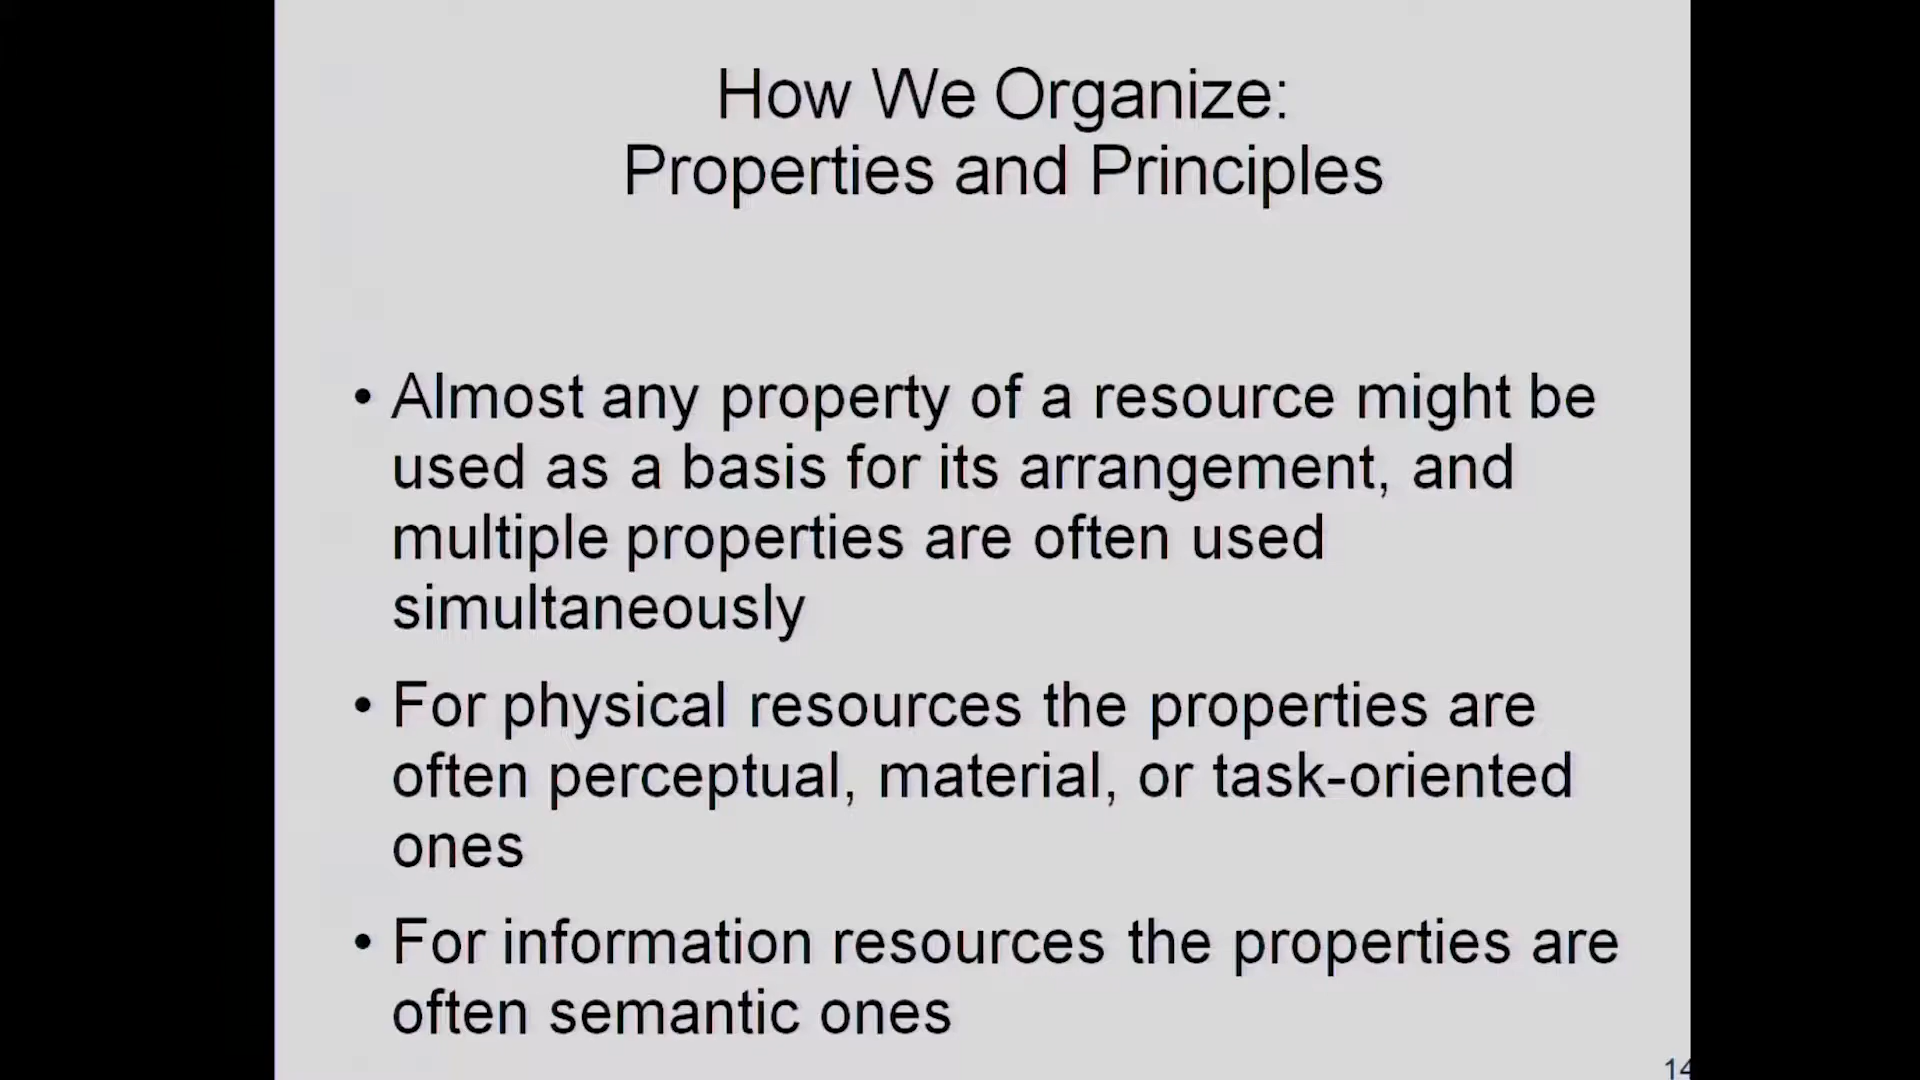 How We Organize:
Properties and Principles
• Almost any property of a resource might be
used as a basis for its arrangement, and
multiple properties are often used
simultaneously
• For physical resources the properties are
often perceptual, material, or task-oriented
ones
• For information resources the properties are
often semantic ones
14